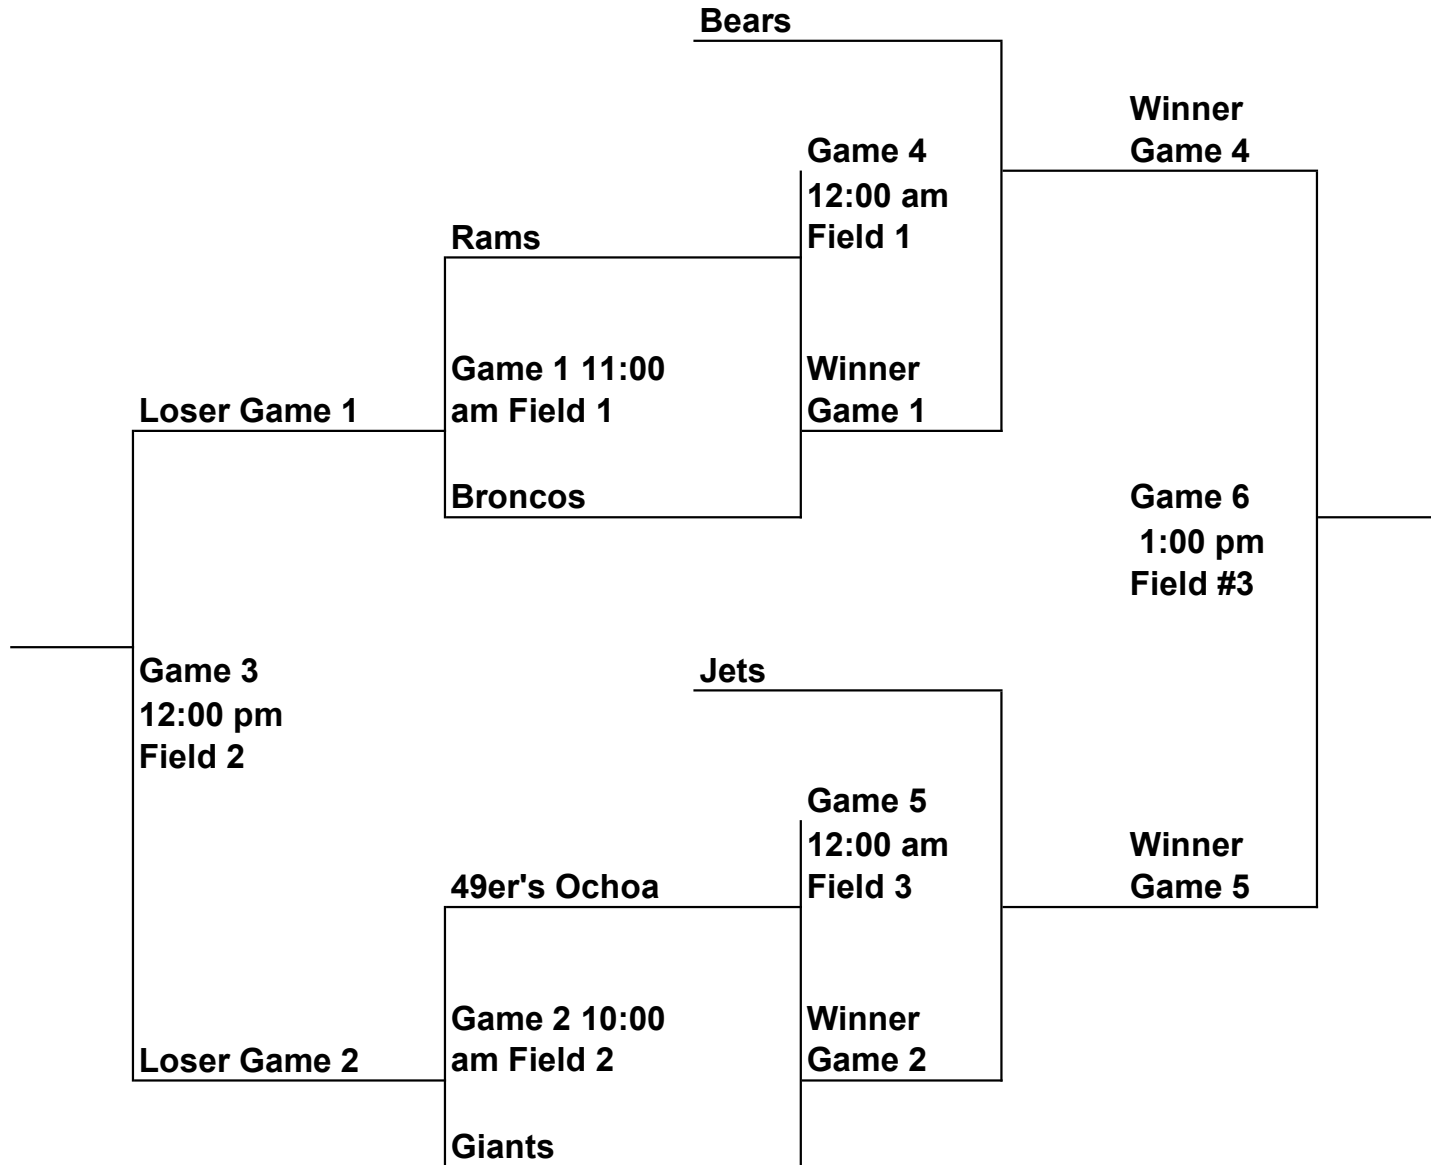 Bears
Winner
Game 4
Game 4
12:00 am
Field 1
Rams
Game 1 11:00
am Field 1
Winner
Game 1
Loser Game 1
Broncos
Game 6
1:00 pm
Field #3
Game 3
12:00 pm
Field 2
Jets
Game 5
12:00 am
Field 3
Winner
Game 5
49er's Ochoa
Game 2 10:00
am Field 2
Winner
Game 2
Loser Game 2
Giants